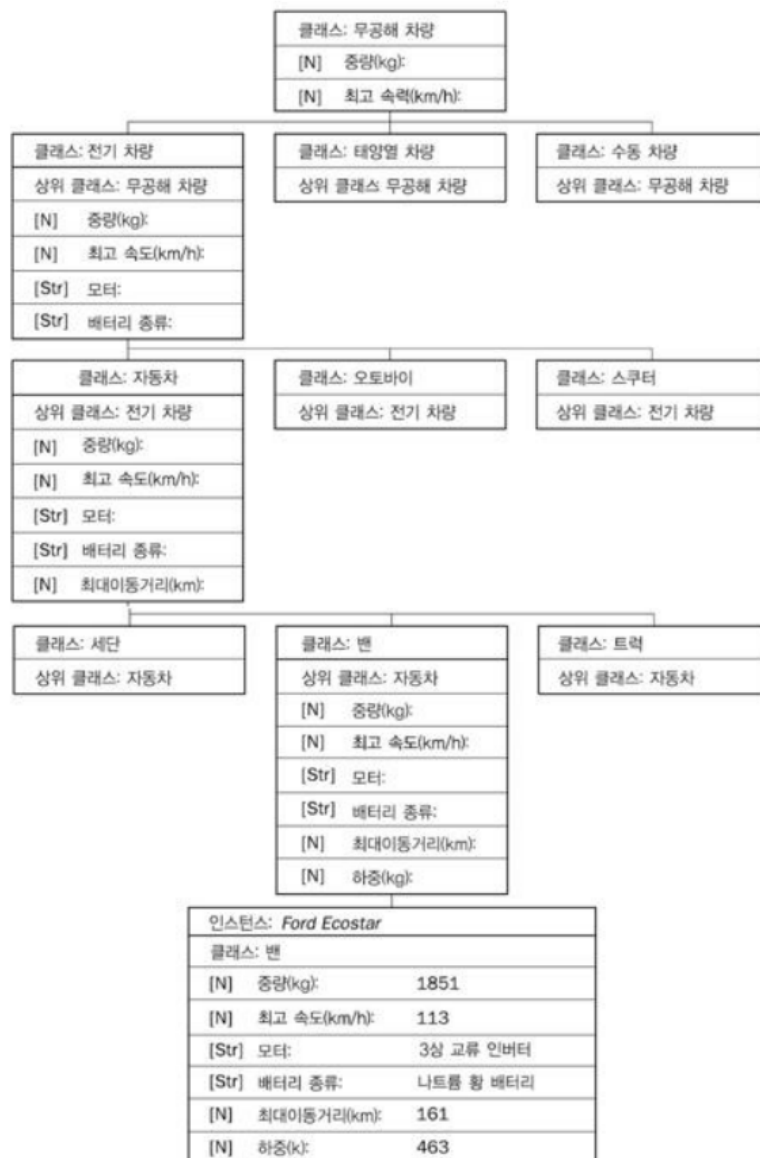 클래스: 무공해 차량
[N] 중량(kg):
[N] 최고 속력(km/h):
클래스: 전기 차량
상위 클래스: 무공해 차량
[N] 중량(kg):
[N] 최고 속도(km/h):
[Str] 모터:
[Str] 배터리 종류:
클래스: 태양열 차량
상위 클래스 무공해 차량
클래스: 수동 차량
상위 클래스: 무공해 차량
클래스: 자동차
상위 클래스: 전기 차량
[N] 중량(kg):
[N] 최고 속도(km/h):
[Str] 모터:
[Str] 배터리 종류:
[N] 최대이동거리(km):
클래스: 오토바이
상위 클래스: 전기 차량
클래스: 스쿠터
상위 클래스: 전기 차량
클래스: 세단
상위 클래스: 자동차
클래스: 밴
상위 클래스: 자동차
[N] 중량(kg):
[N] 최고 속도(km/h):
[Str] 모터:
[Str] 배터리 종류:
[N] 최대이동거리(km):
[N] 하중(kg):
클래스: 트럭
상위 클래스: 자동차
인스턴스: Ford Ecostar
클래스: 밴
[N] 중량(kg): 1851
[N] 최고 속도(km/h): 113
[Str] 모터: 3상 교류 인버터
[Str] 배터리 종류: 나트륨 황 배터리
[N] 최대이동거리(km): 161
[N] 하중(k): 463